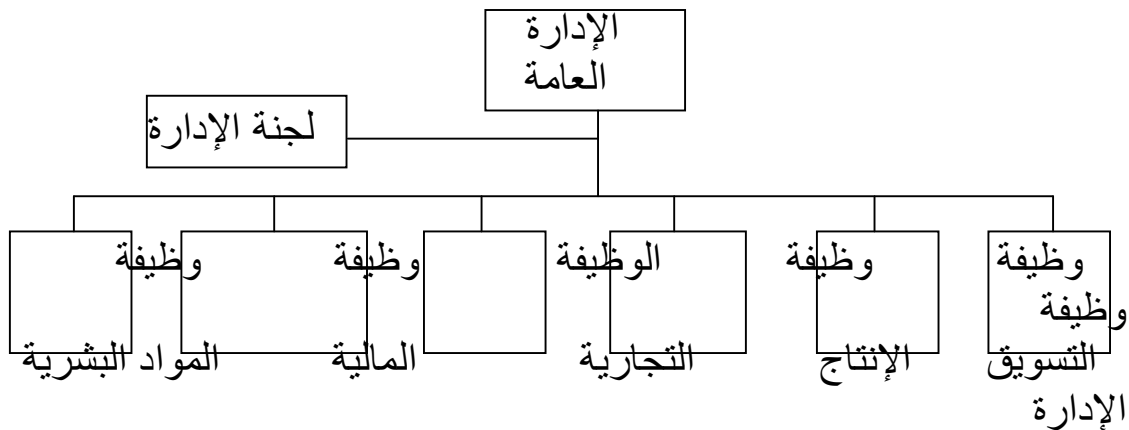 الإدارة
العامة
لجنة الإدارة
وظيفة وظيفة الوظيفة وظيفة وظيفة
وظيفة
التسويق الإنتاج التجارية المالية المواد البشرية
الإدارة